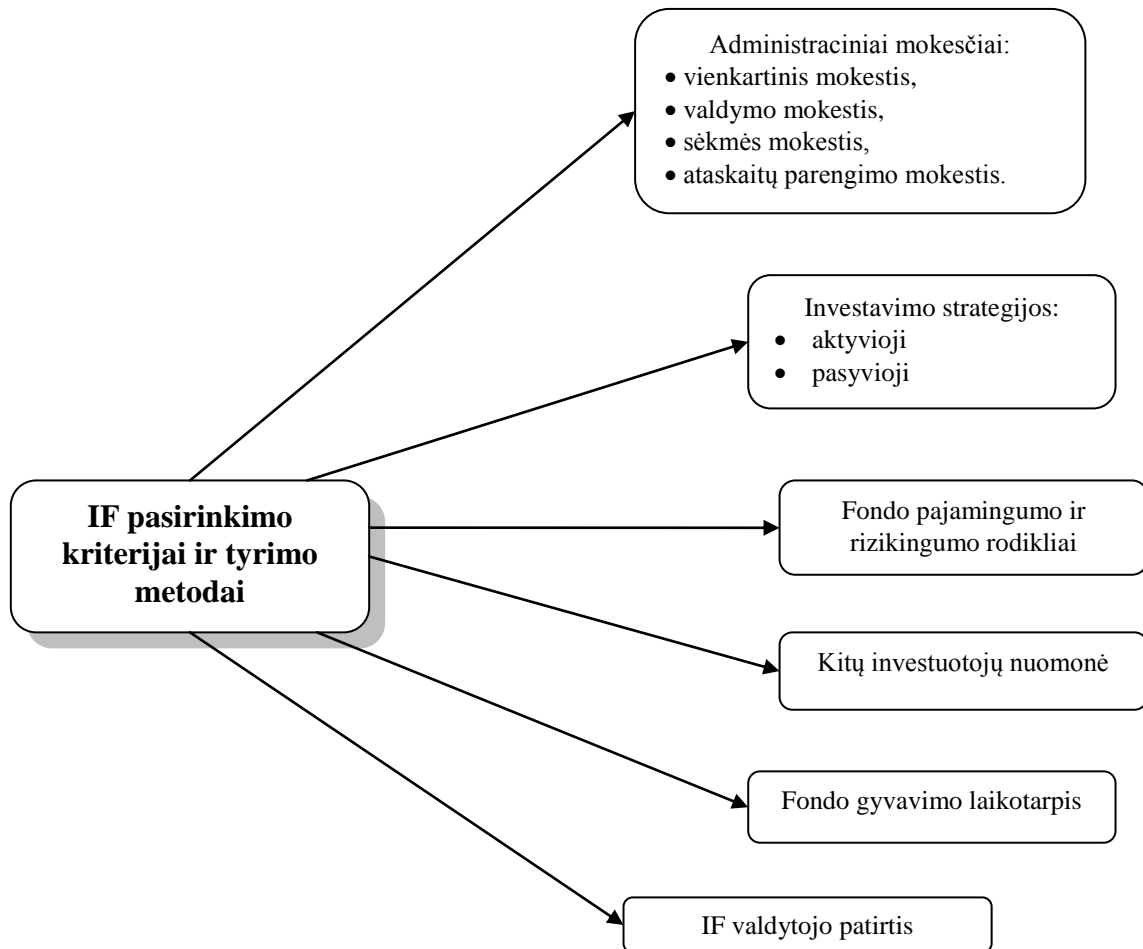 Administraciniai mokesčiai:
• vienkartinis mokestis,
• valdymo mokestis,
• sėkmės mokestis,
• ataskaitų parengimo mokestis.
Investavimo strategijos:
• aktyvioji
• pasyvioji
IF pasirinkimo
kriterijai ir tyrimo
metodai
Fondo pajamingumo ir
rizikingumo rodikliai
Kitų investuotojų nuomonė
Fondo gyvavimo laikotarpis
IF valdytojo patirtis